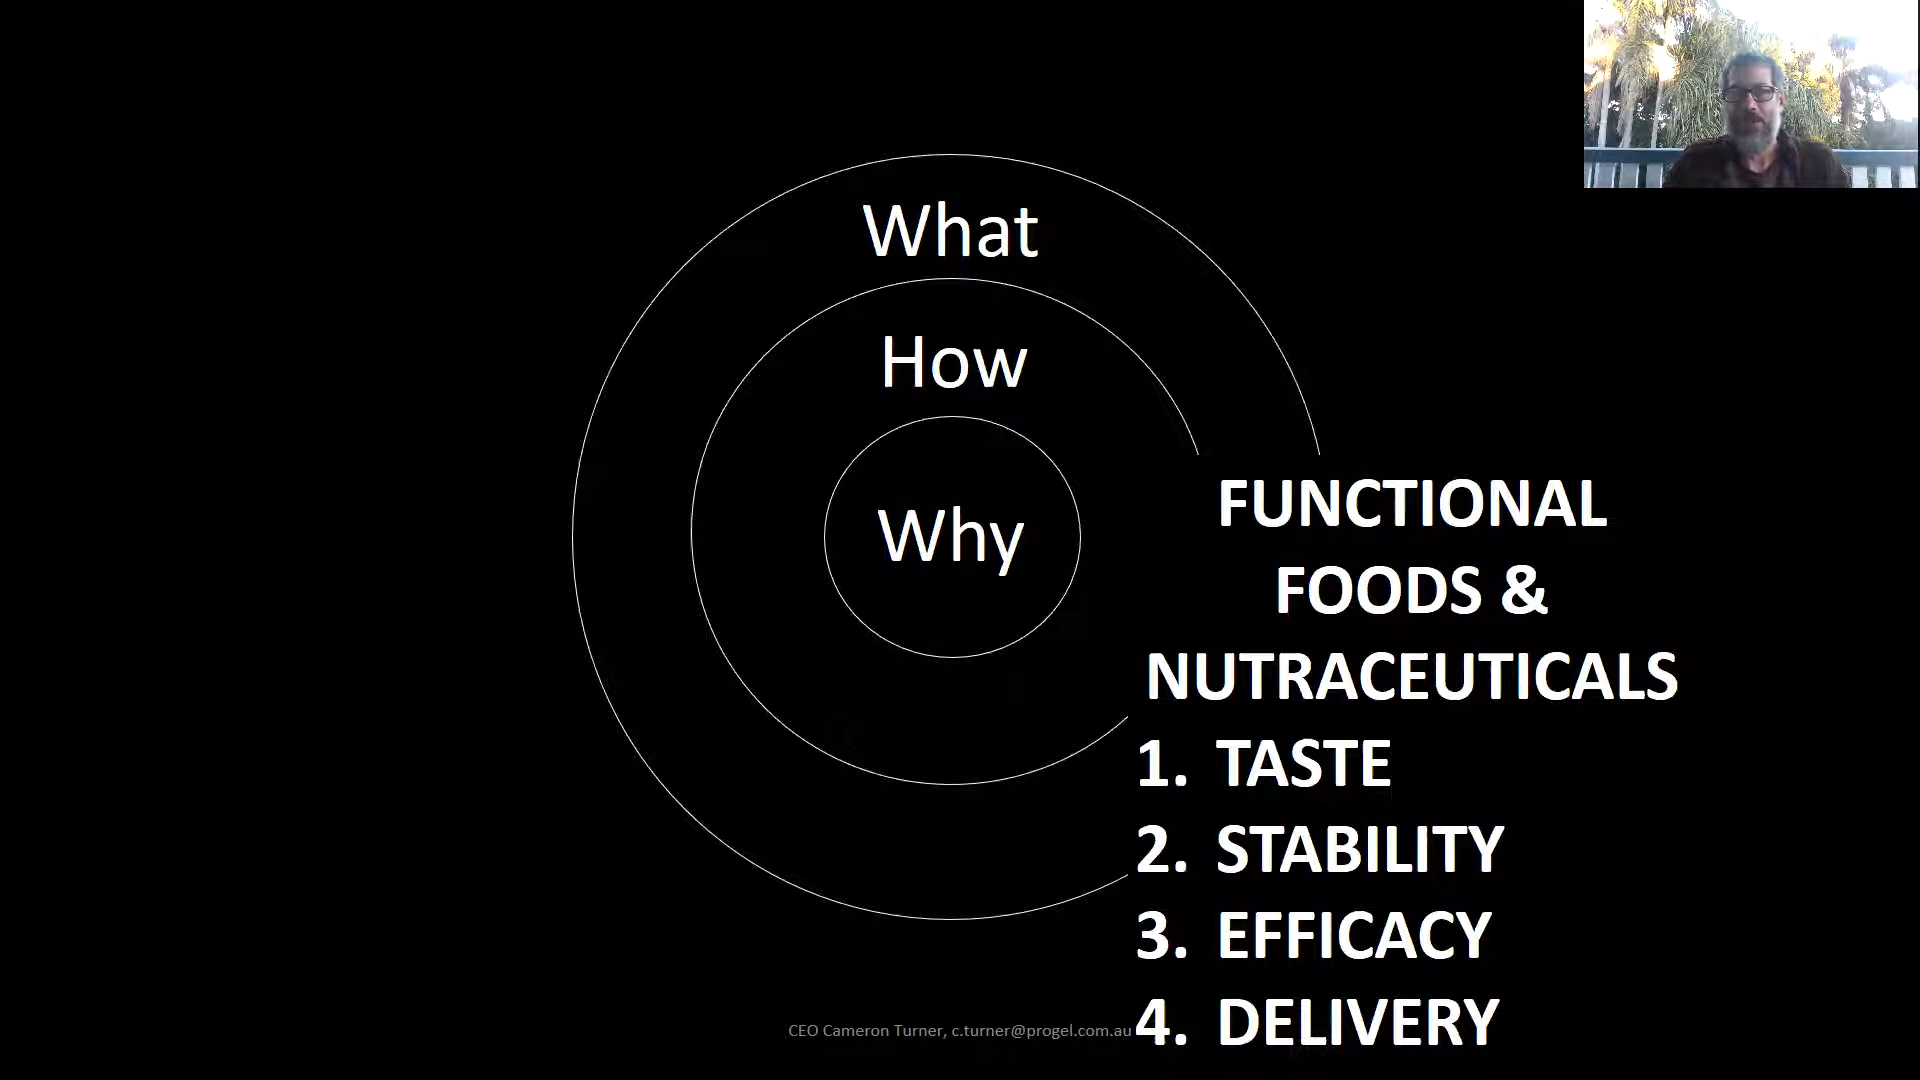 What
How
Why
FUNCTIONAL
FOODS &
NUTRACEUTICALS
1. TASTE
2. STABILITY
3. EFFICACY
4. DELIVERY
CEO Cameron Turner, c.turner@progel.com.au